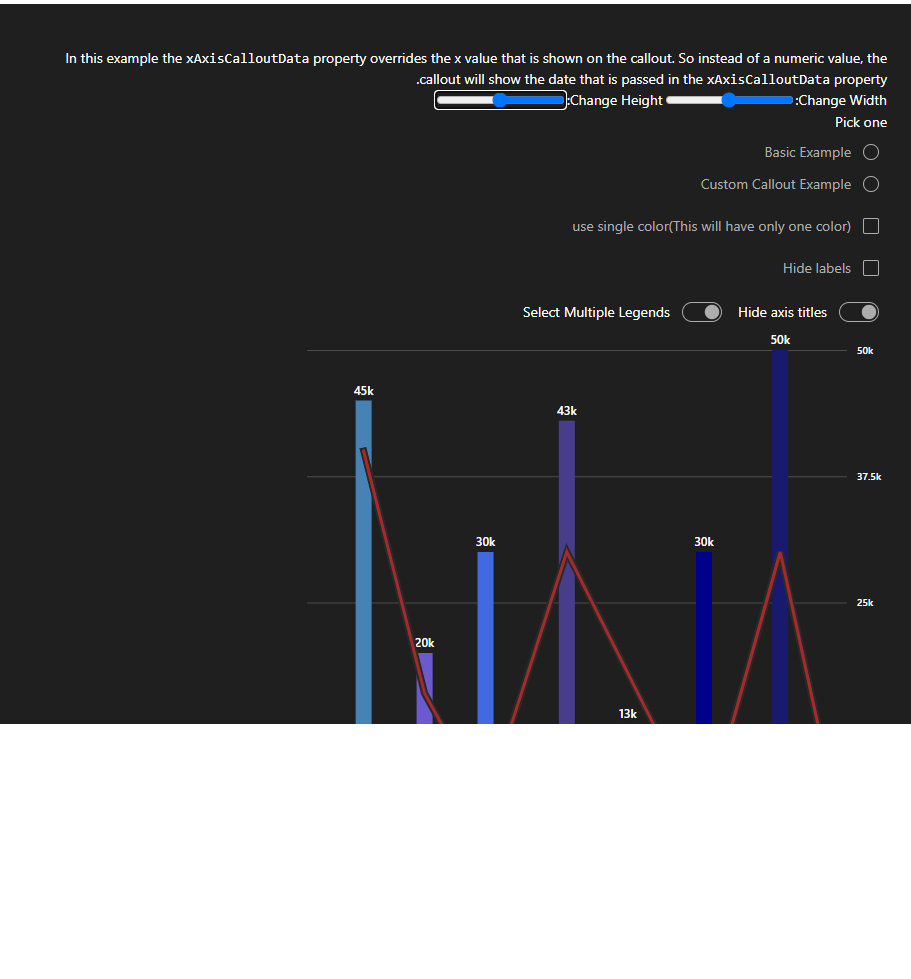 In this example the xAxisCalloutData property overrides the x value that is shown on the callout. So instead of a numeric value, the
.callout will show the date that is passed in the xAxisCalloutData property
:Change Height :Change Width
Pick one
Basic Example
Custom Callout Example
use single color(This will have only one color)
Hide labels
Select Multiple Legends Hide axis titles
50k 50k
45k
43k
37.5k
30k 30k
25k
20k
13k